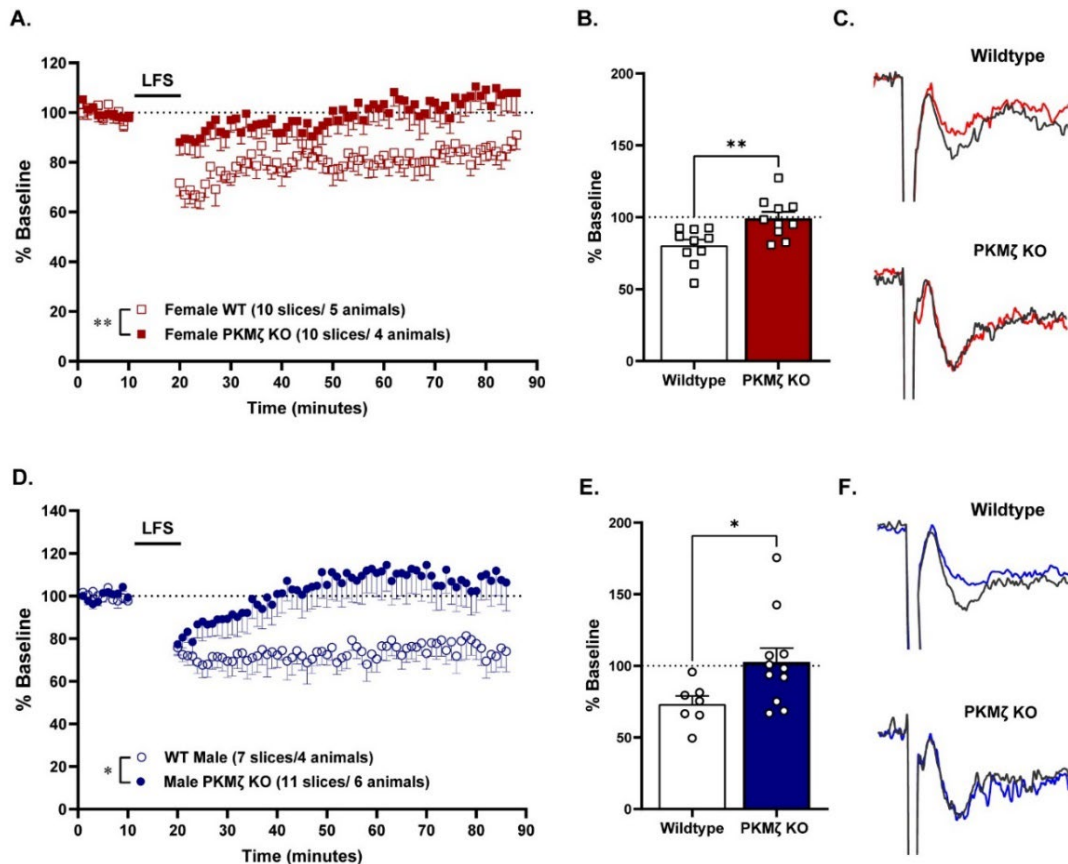 A.
120
100
80
60
40
20
0
% Baseline
LFS
** Female WT (10 slices/ 5 animals)
Female PKMζ KO (10 slices/ 4 animals)
0 10 20 30 40 50 60 70 80 90
Time (minutes)
B.
200
150
100
50
0
% Baseline
**
Wildtype PKMζ KO
C.
Wildtype
PKMζ KO
D.
140
120
100
80
60
40
20
0
% Baseline
LFS
* WT Male (7 slices/4 animals)
Male PKMζ KO (11 slices/ 6 animals)
0 10 20 30 40 50 60 70 80 90
Time (minutes)
E.
200
150
100
50
0
% Baseline
*
Wildtype PKMζ KO
F.
Wildtype
PKMζ KO